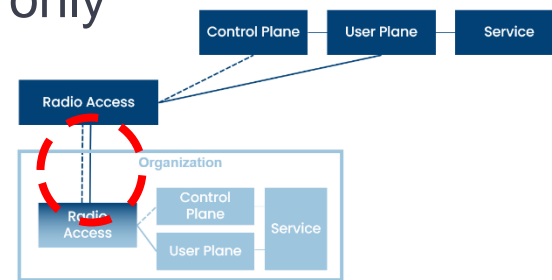 only
Control Plane
User Plane
Service
Radio Access
Organization
Radio
Access
Control
Plane
User Plane
Service